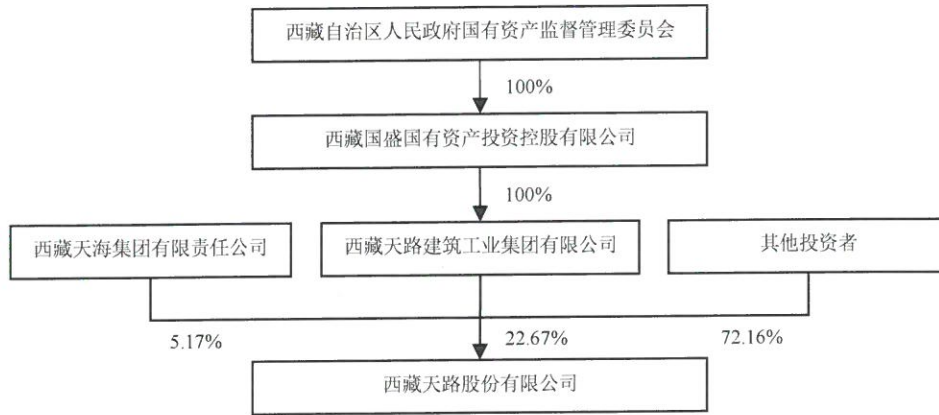 西藏自治区人民政府国有资产监督管理委员会
100%
西藏国盛国有资产投资控股有限公司
100%
西藏天海集团有限责任公司
西藏天路建筑工业集团有限公司
其他投资者
5.17%
22.67%
72.16%
西藏天路股份有限公司